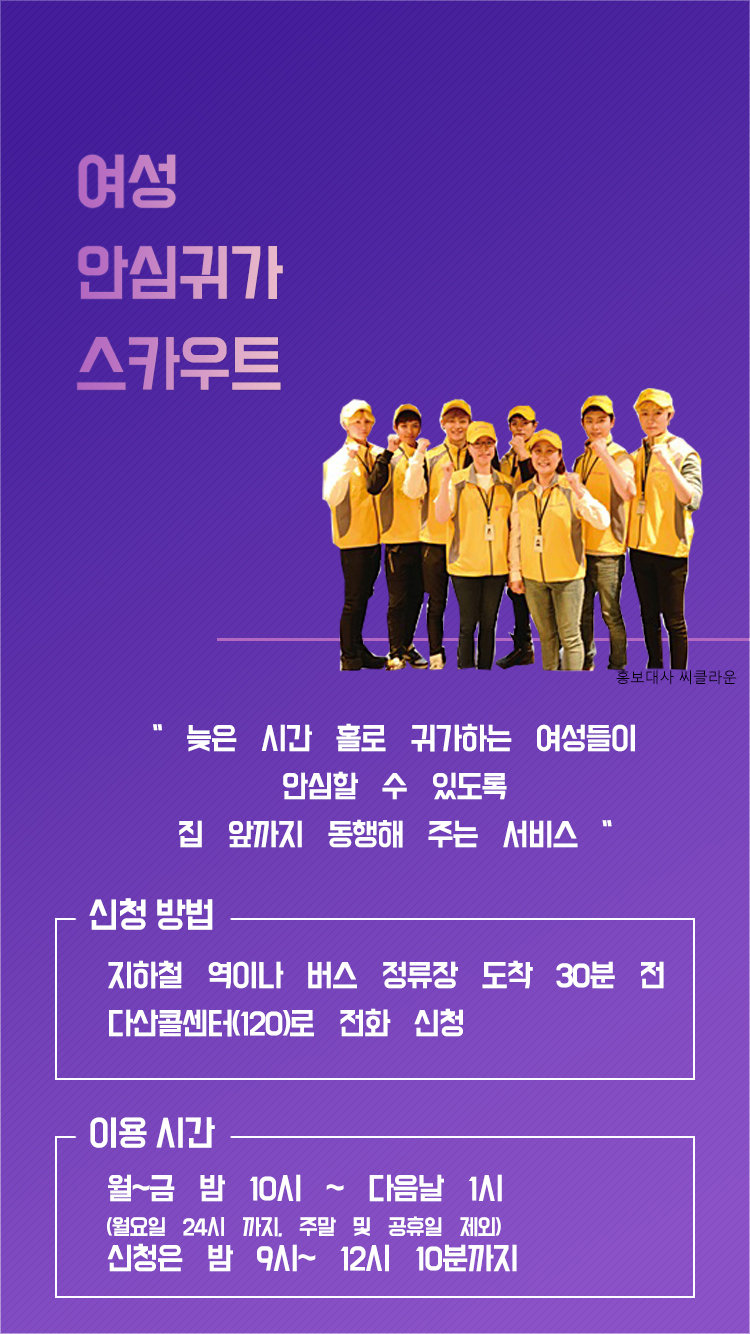 여성
안심귀가
스카우트
홍보대사 씨클라운
" 늦은 시간 홀로 귀가하는 여성들이
안심할 수 있도록
집 앞까지 동행해 주는 서비스 "
신청 방법
지하철 역이나 버스 정류장 도착 30분 전
다산콜센터(120)로 전화 신청
이용 시간
월~금 밤 10시 ~ 다음날 1시
(월요일 24시 까지, 주말 및 공휴일 제외)
신청은 밤 9시~ 12시 10분까지